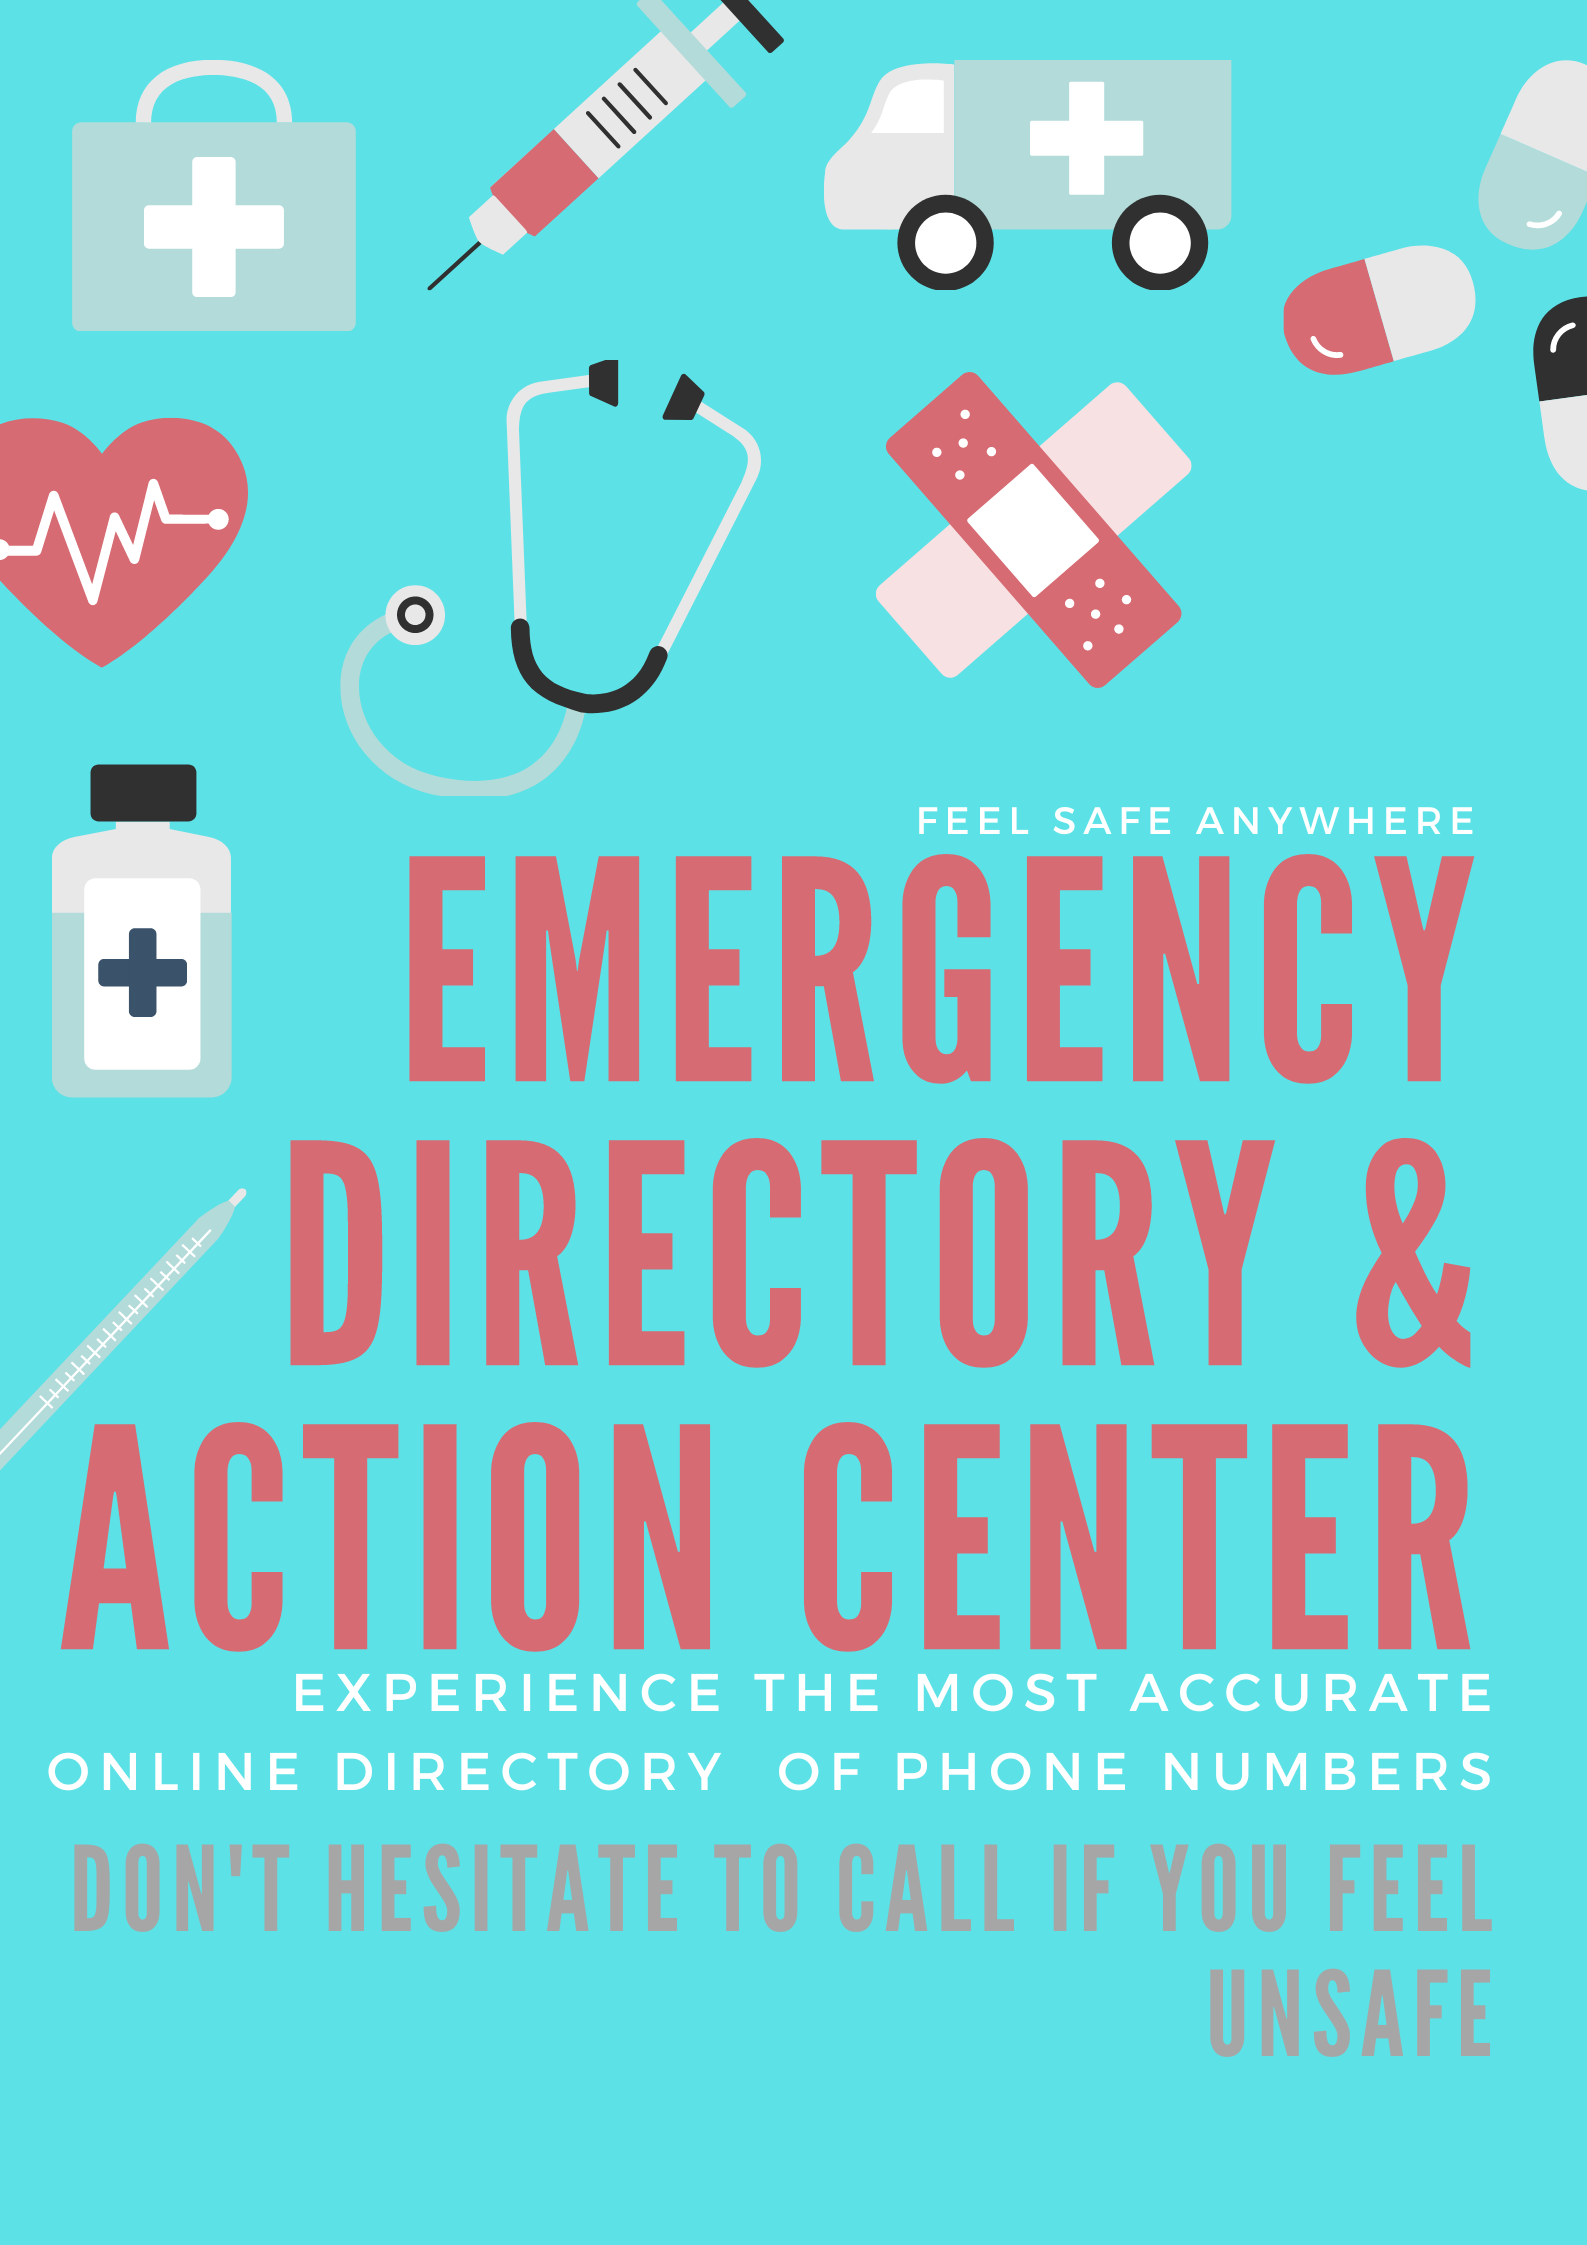 FEEL SAFE ANYWHERE
EMERGENCY
DIRECTORY &
ACTION CENTER
EXPERIENCE THE MOST ACCURATE
ONLINE DIRECTORY OF PHONE NUMBERS
DON'T HESITATE TO CALL IF YOU FEEL
UNSAFE